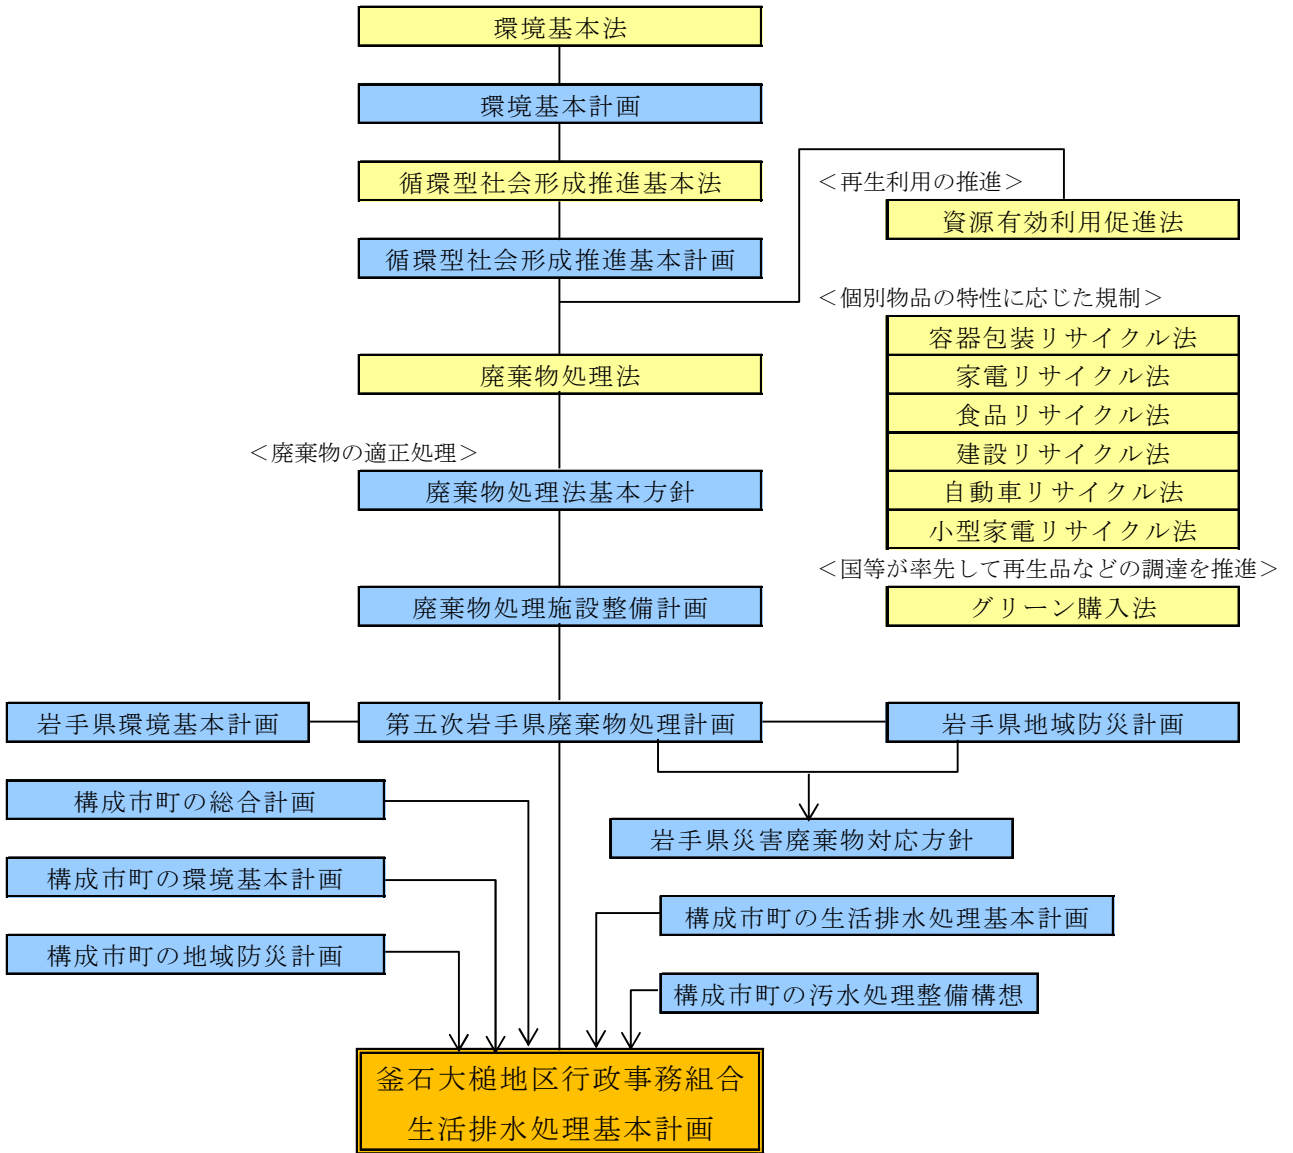 環境基本法
環境基本計画
循環型社会形成推進基本法
＜再生利用の推進＞
資源有効利用促進法
循環型社会形成推進基本計画
＜個別物品の特性に応じた規制＞
容器包装リサイクル法
廃棄物処理法
家電リサイクル法
食品リサイクル法
＜廃棄物の適正処理＞
建設リサイクル法
廃棄物処理法基本方針
自動車リサイクル法
小型家電リサイクル法
＜国等が率先して再生品などの調達を推進＞
廃棄物処理施設整備計画
グリーン購入法
岩手県環境基本計画
第五次岩手県廃棄物処理計画
岩手県地域防災計画
構成市町の総合計画
岩手県災害廃棄物対応方針
構成市町の環境基本計画
構成市町の生活排水処理基本計画
構成市町の地域防災計画
構成市町の汚水処理整備構想
釜石大槌地区行政事務組合
生活排水処理基本計画